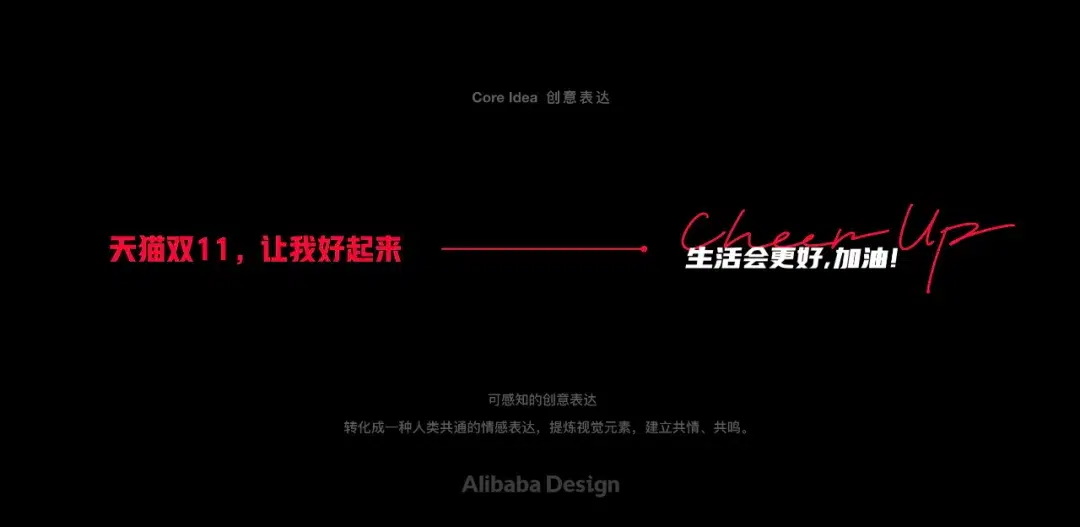 Core Idea 创意表达
天猫双11，让我好起来
Cheer Up
生活会更好,加油!
可感知的创意表达
转化成一种人类共通的情感表达，提炼视觉元素，建立共情、共鸣。
Alibaba Design